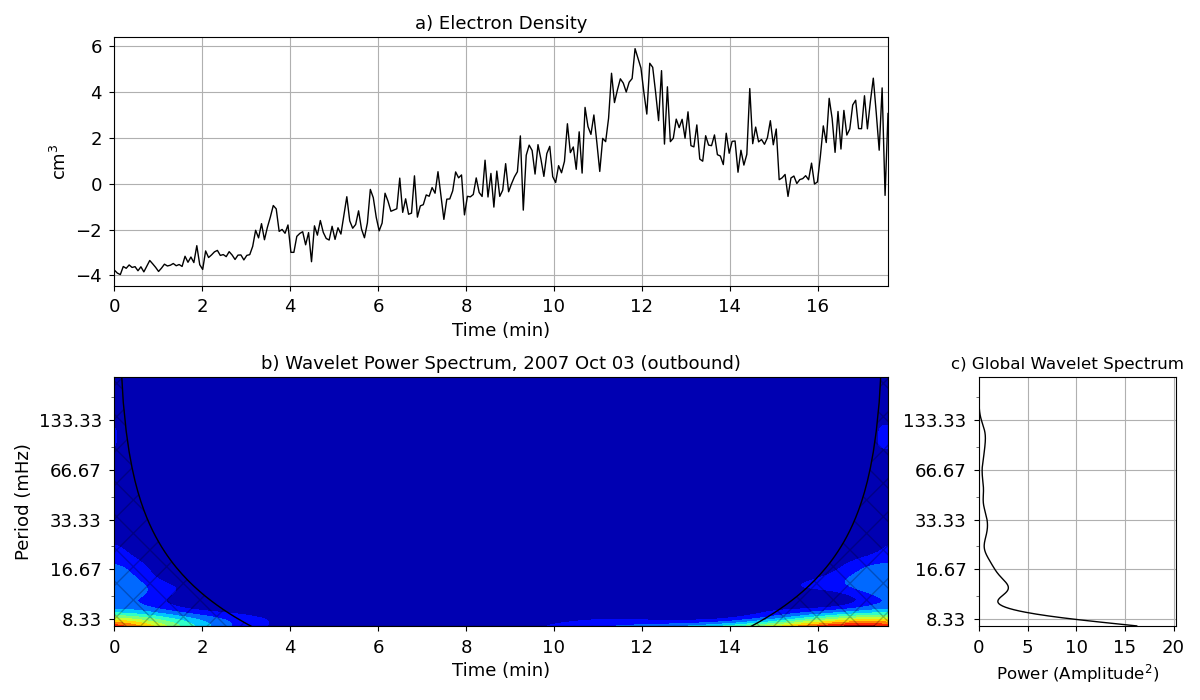 a) Electron Density
6
4
2
0
−2
−4
cm³
0 2 4 6 8 10 12 14 16
Time (min)
b) Wavelet Power Spectrum, 2007 Oct 03 (outbound)
133.33
66.67
33.33
16.67
8.33
Period (mHz)
0 2 4 6 8 10 12 14 16
Time (min)
c) Global Wavelet Spectrum
133.33
66.67
33.33
16.67
8.33
0 5 10 15 20
Power (Amplitude²)